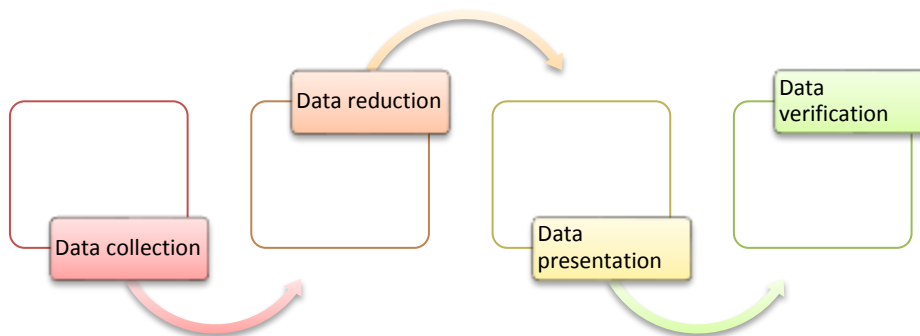 Data collection
Data reduction
Data
presentation
Data
verification